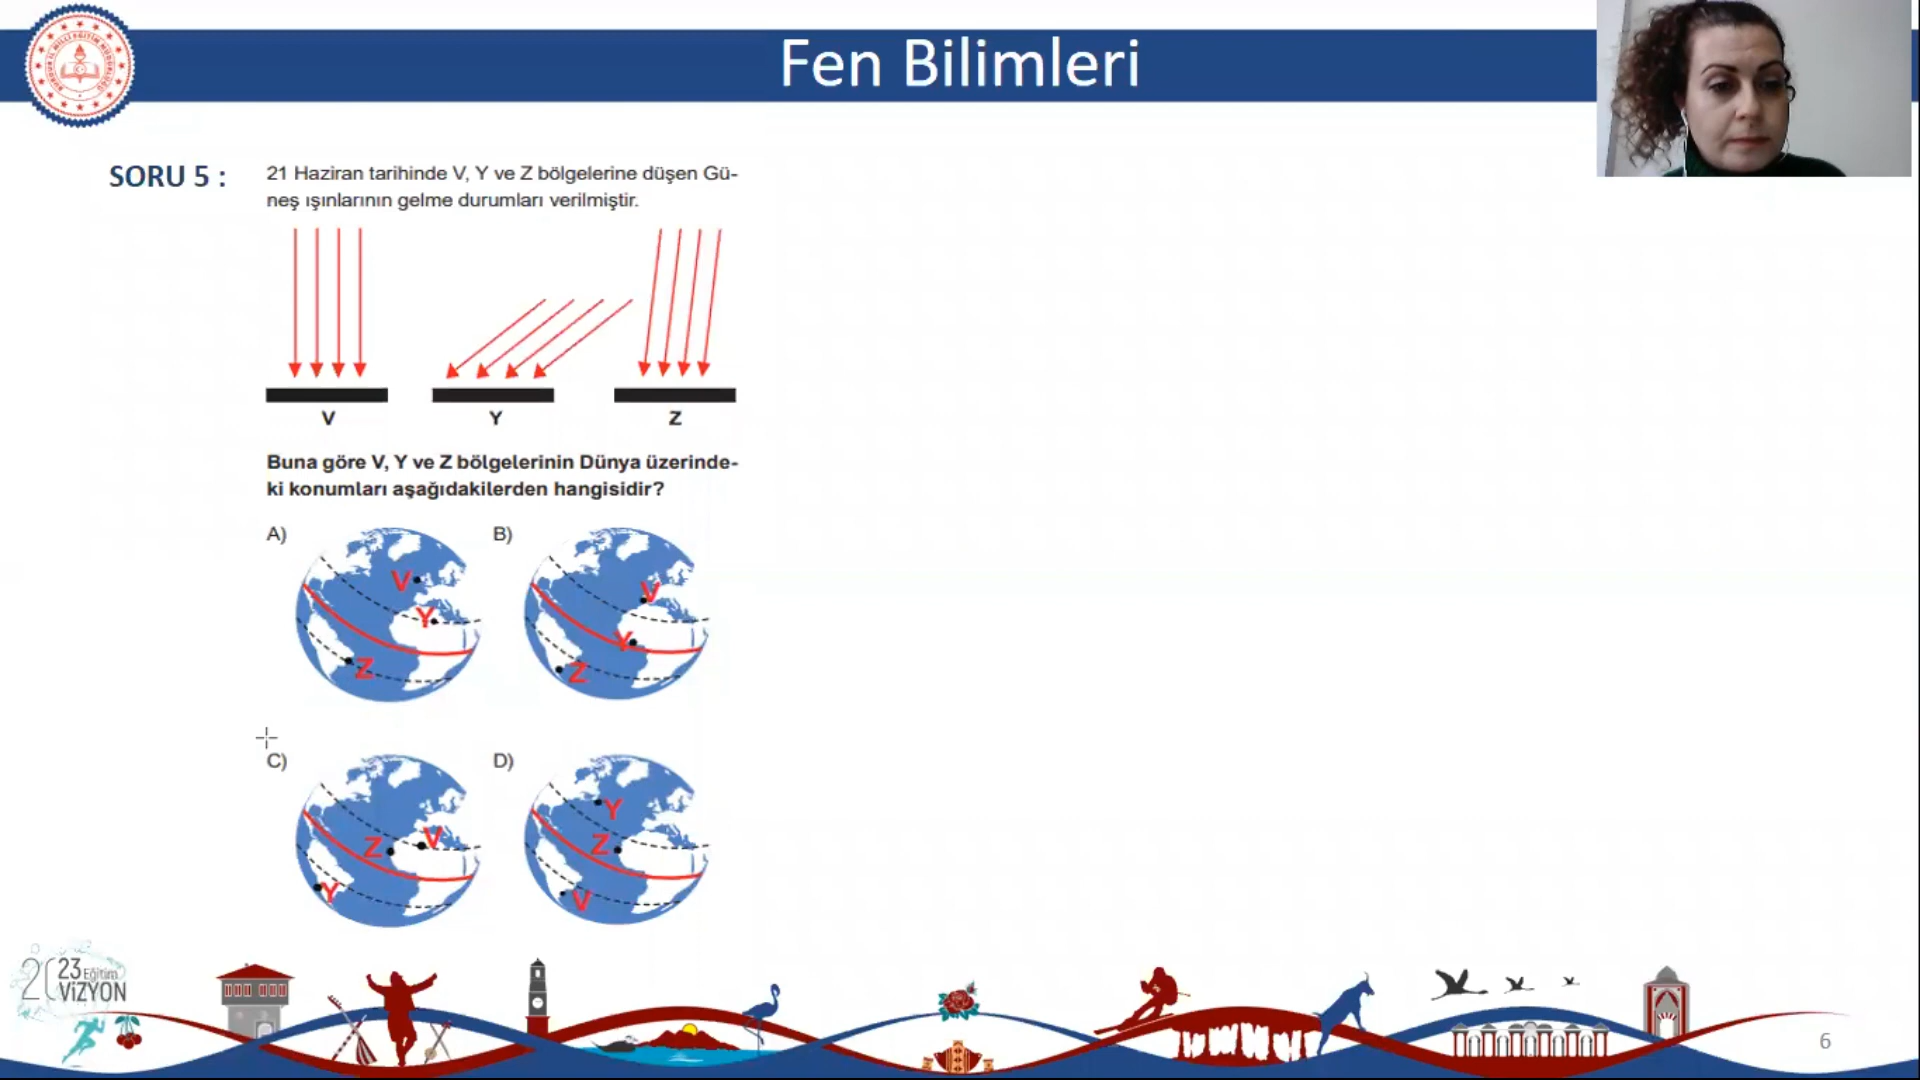 Fen Bilimleri
SORU 5 :
21 Haziran tarihinde V, Y ve Z bölgelerine düşen Gü-
neş ışınlarının gelme durumları verilmiştir.
V Y Z
Buna göre V, Y ve Z bölgelerinin Dünya üzerinde-
ki konumları aşağıdakilerden hangisidir?
A) B)
V V
Y Y
Z Z
C) D)
Y
Z V Z
Y V
2023 Eğitim
VİZYON
6